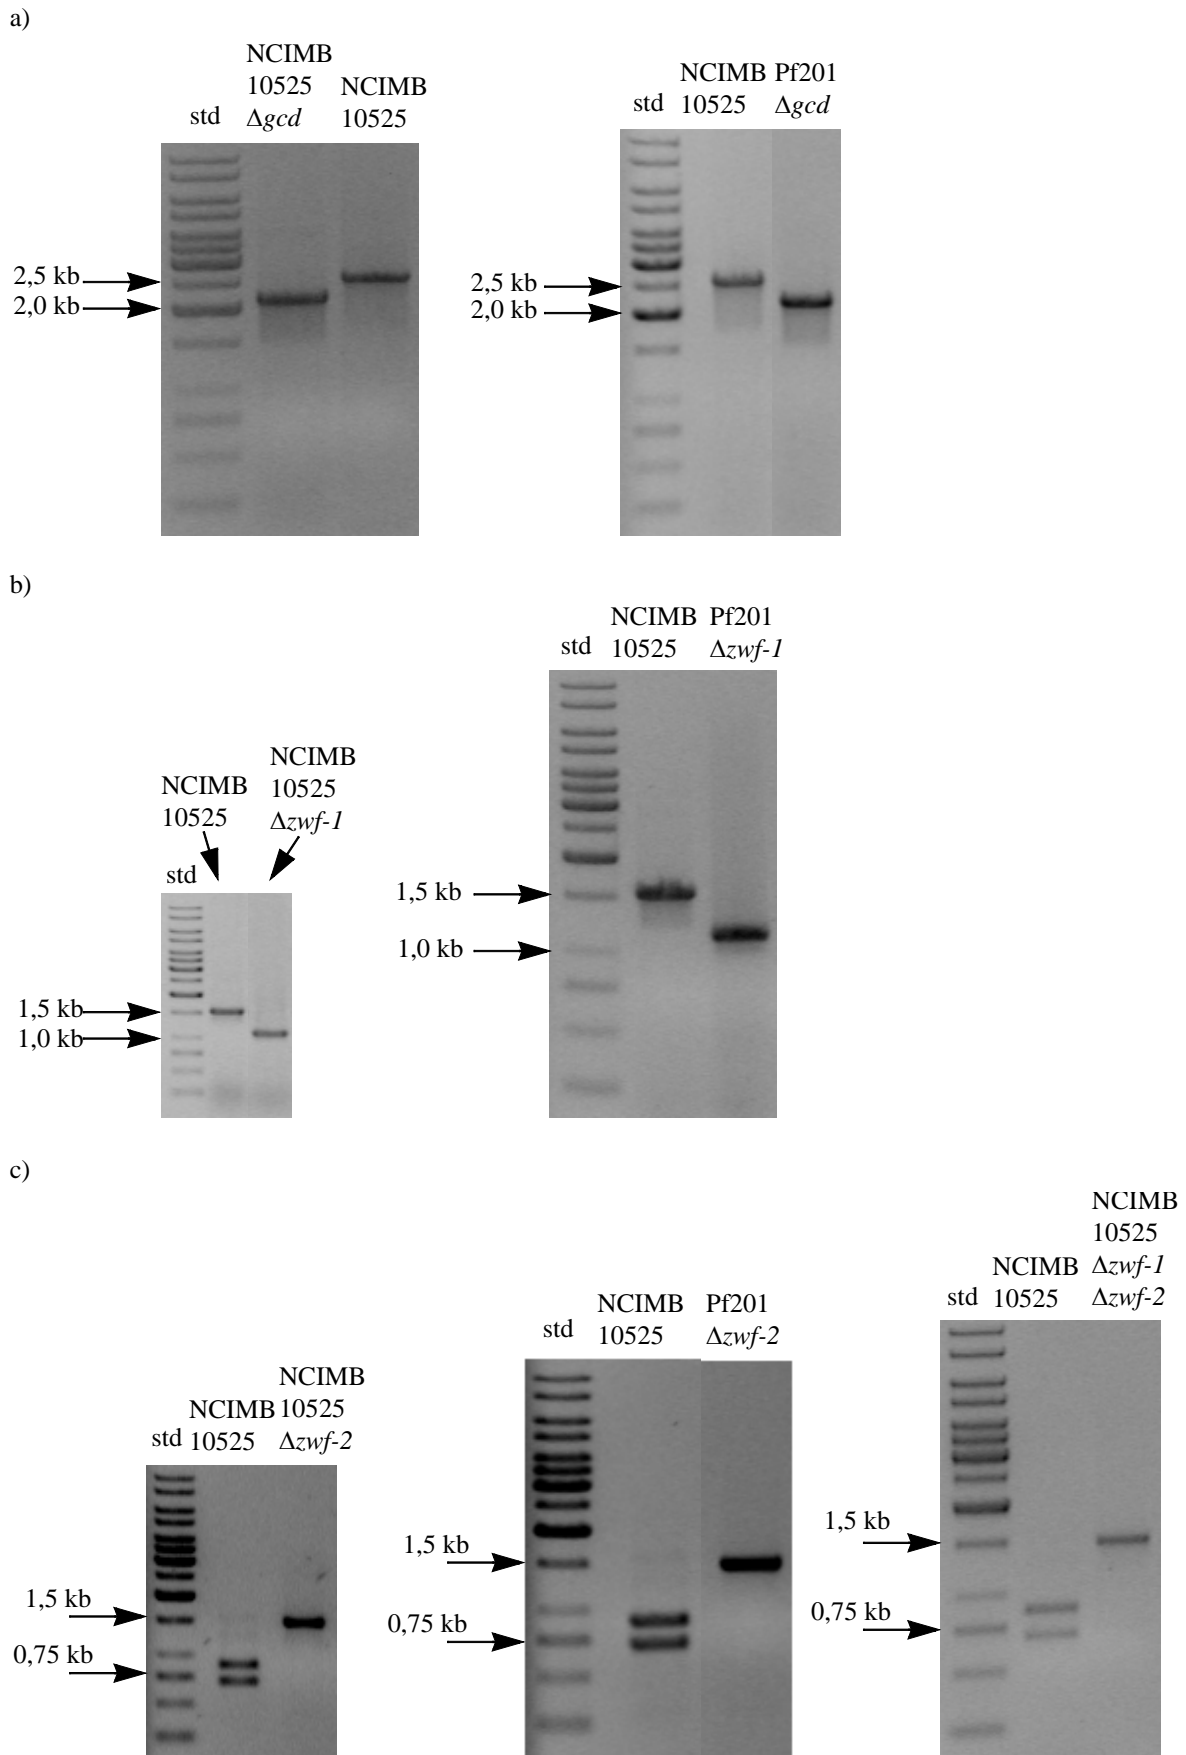 a)
NCIMB
10525
Δgcd
NCIMB
10525
std
2,5 kb
2,0 kb
NCIMB
10525
Pf201
Δgcd
std
2,5 kb
2,0 kb
b)
NCIMB
10525
NCIMB
10525
Δzwf-1
std
1,5 kb
1,0 kb
NCIMB
10525
Pf201
Δzwf-1
std
1,5 kb
1,0 kb
c)
NCIMB
10525
NCIMB
10525
Δzwf-2
std
1,5 kb
0,75 kb
NCIMB
10525
Pf201
Δzwf-2
std
1,5 kb
0,75 kb
NCIMB
10525
NCIMB
10525
Δzwf-1
Δzwf-2
std
1,5 kb
0,75 kb